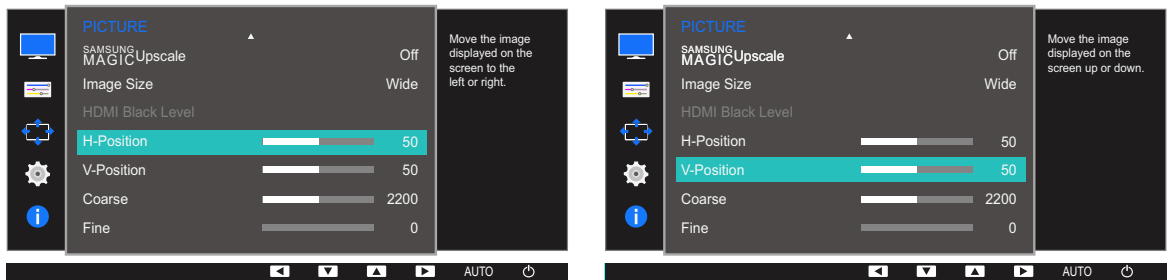 PICTURE
SAMSUNG
MAGIC Upscale Off
Image Size Wide
HDMI Black Level
H-Position 50
V-Position 50
Coarse 2200
Fine 0
Move the image
displayed on the
screen to the
left or right.
AUTO
PICTURE
SAMSUNG
MAGIC Upscale Off
Image Size Wide
HDMI Black Level
H-Position 50
V-Position 50
Coarse 2200
Fine 0
Move the image
displayed on the
screen up or down.
AUTO